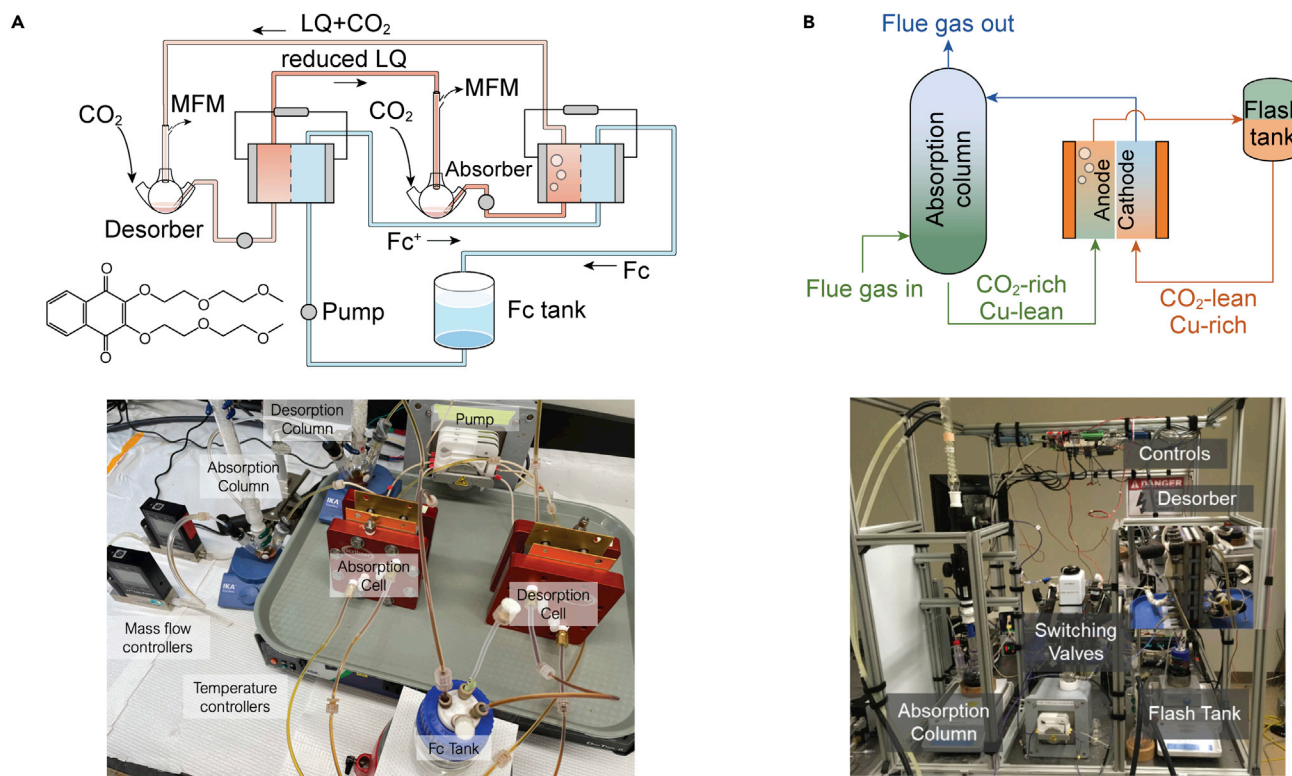 A
LQ+CO₂
reduced LQ
MFM
MFM
CO₂
CO₂
Absorber
Desorber
Fc⁺
Fc
Pump
Fc tank
O
O
O
O
O
O
O
O
B
Flue gas out
Absorption
column
Anode
Cathode
Flash
tank
Flue gas in
CO₂-rich
Cu-lean
CO₂-lean
Cu-rich
Desorption
Column
Pump
Absorption
Column
IKA
Absorption
Cell
Desorption
Cell
IKA
Mass flow
controllers
Temperature
controllers
Fc Tank
Controls
DANGER
Desorber
Switching
Valves
Absorption
Column
Flash Tank